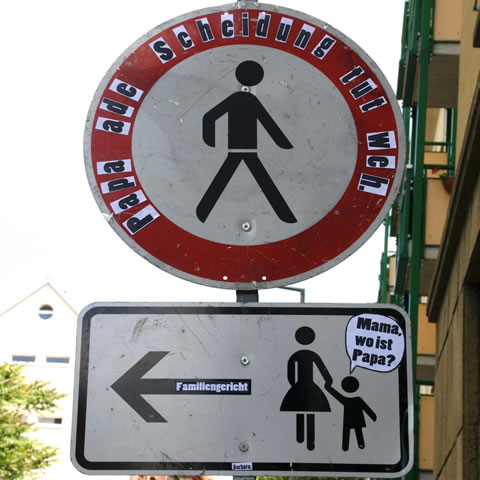 Papa ade Scheidung tut weh.
Mama,
wo ist
Papa?
Familiengericht